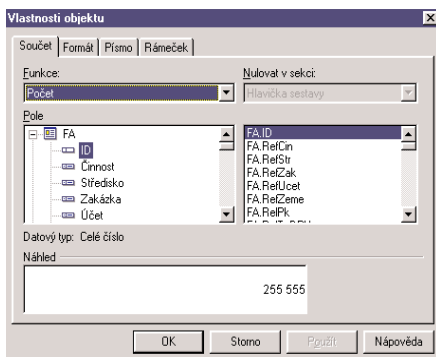 Vlastnosti objektu
Součet Formát Písmo Rámeček
Funkce: Nulovat v sekci:
Počet Hlavička sestavy
Pole
FA FA.ID
ID FA.RefCin
Činnost FA.RefStr
Středisko FA.RefZak
Zakázka FA.RefUcet
Účet FA.RefZeme
FA.RefPk
Datový typ: Celé číslo
Náhled
255 555
OK Storno Použít Nápověda